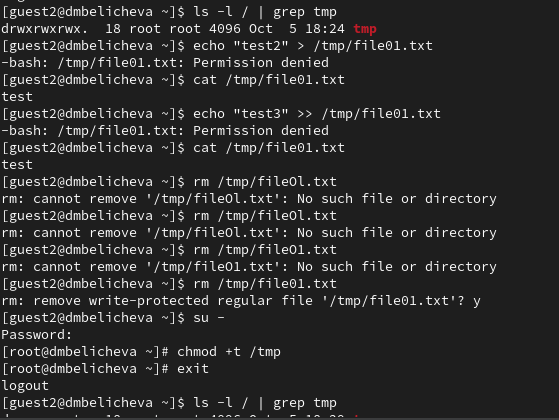 [guest2@dmbelicheva ~]$ ls -l / | grep tmp
drwxrwxrwx.  18 root root 4096 Oct  5 18:24 tmp
[guest2@dmbelicheva ~]$ echo "test2" > /tmp/file01.txt
-bash: /tmp/file01.txt: Permission denied
[guest2@dmbelicheva ~]$ cat /tmp/file01.txt
test
[guest2@dmbelicheva ~]$ echo "test3" >> /tmp/file01.txt
-bash: /tmp/file01.txt: Permission denied
[guest2@dmbelicheva ~]$ cat /tmp/file01.txt
test
[guest2@dmbelicheva ~]$ rm /tmp/fileOl.txt
rm: cannot remove '/tmp/fileOl.txt': No such file or directory
[guest2@dmbelicheva ~]$ rm /tmp/fileOl.txt
rm: cannot remove '/tmp/fileOl.txt': No such file or directory
[guest2@dmbelicheva ~]$ rm /tmp/fileO1.txt
rm: cannot remove '/tmp/fileO1.txt': No such file or directory
[guest2@dmbelicheva ~]$ rm /tmp/file01.txt
rm: remove write-protected regular file '/tmp/file01.txt'? y
[guest2@dmbelicheva ~]$ su -
Password:
[root@dmbelicheva ~]# chmod +t /tmp
[root@dmbelicheva ~]# exit
logout
[guest2@dmbelicheva ~]$ ls -l / | grep tmp